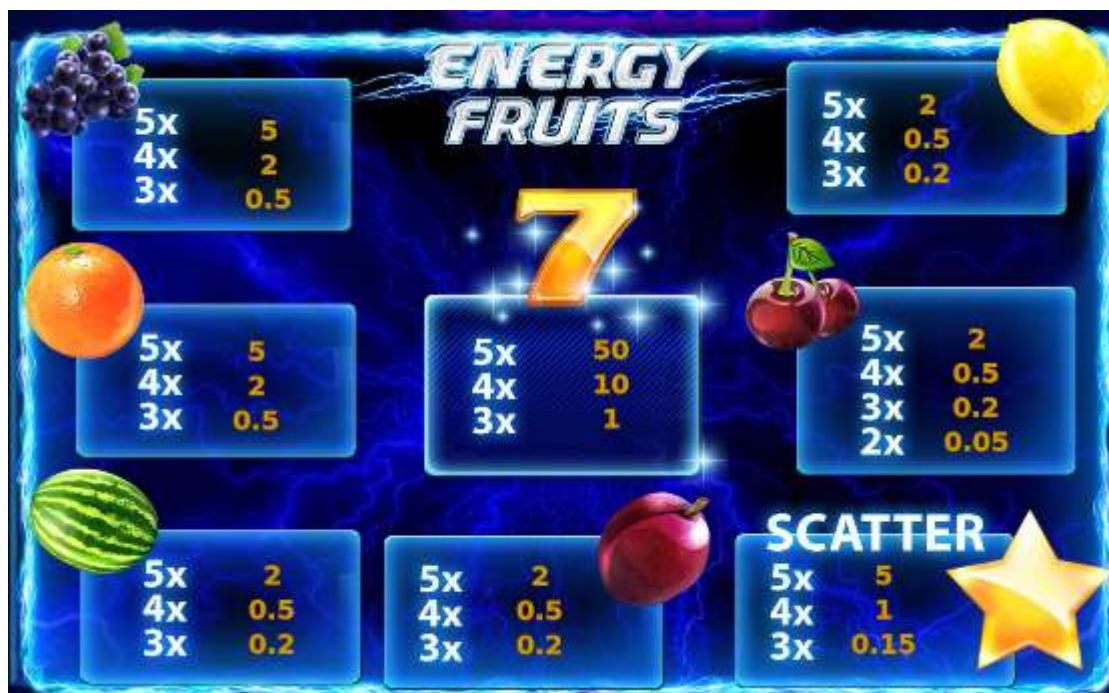 ENERGY
FRUITS
5x 5
4x 2
3x 0.5
5x 2
4x 0.5
3x 0.2
7
5x 5
4x 2
3x 0.5
5x 50
4x 10
3x 1
5x 2
4x 0.5
3x 0.2
2x 0.05
5x 2
4x 0.5
3x 0.2
5x 2
4x 0.5
3x 0.2
SCATTER
5x 5
4x 1
3x 0.15